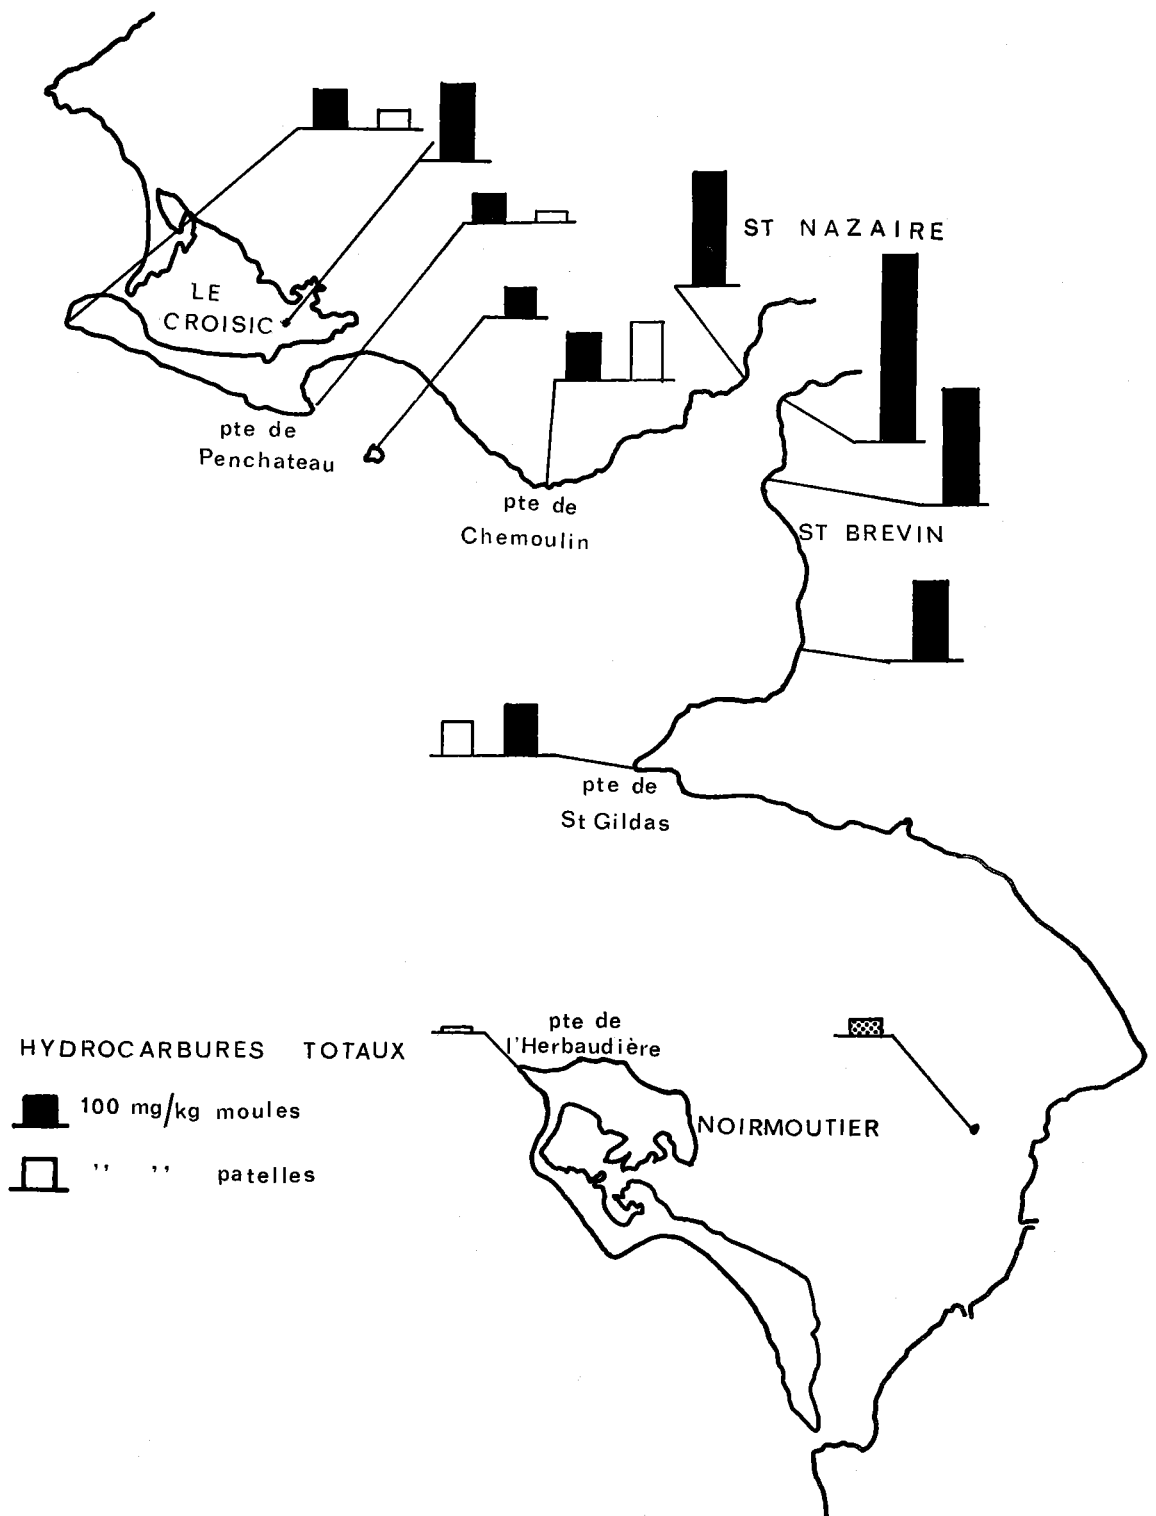 ST NAZAIRE
LE
CROISIC
pte de
Penchateau
pte de
Chemoulin
ST BREVIN
pte de
St Gildas
pte de
l'Herbaudière
HYDROCARBURES TOTAUX
100 mg/kg moules
NOIRMOUTIER
,, ,, patelles